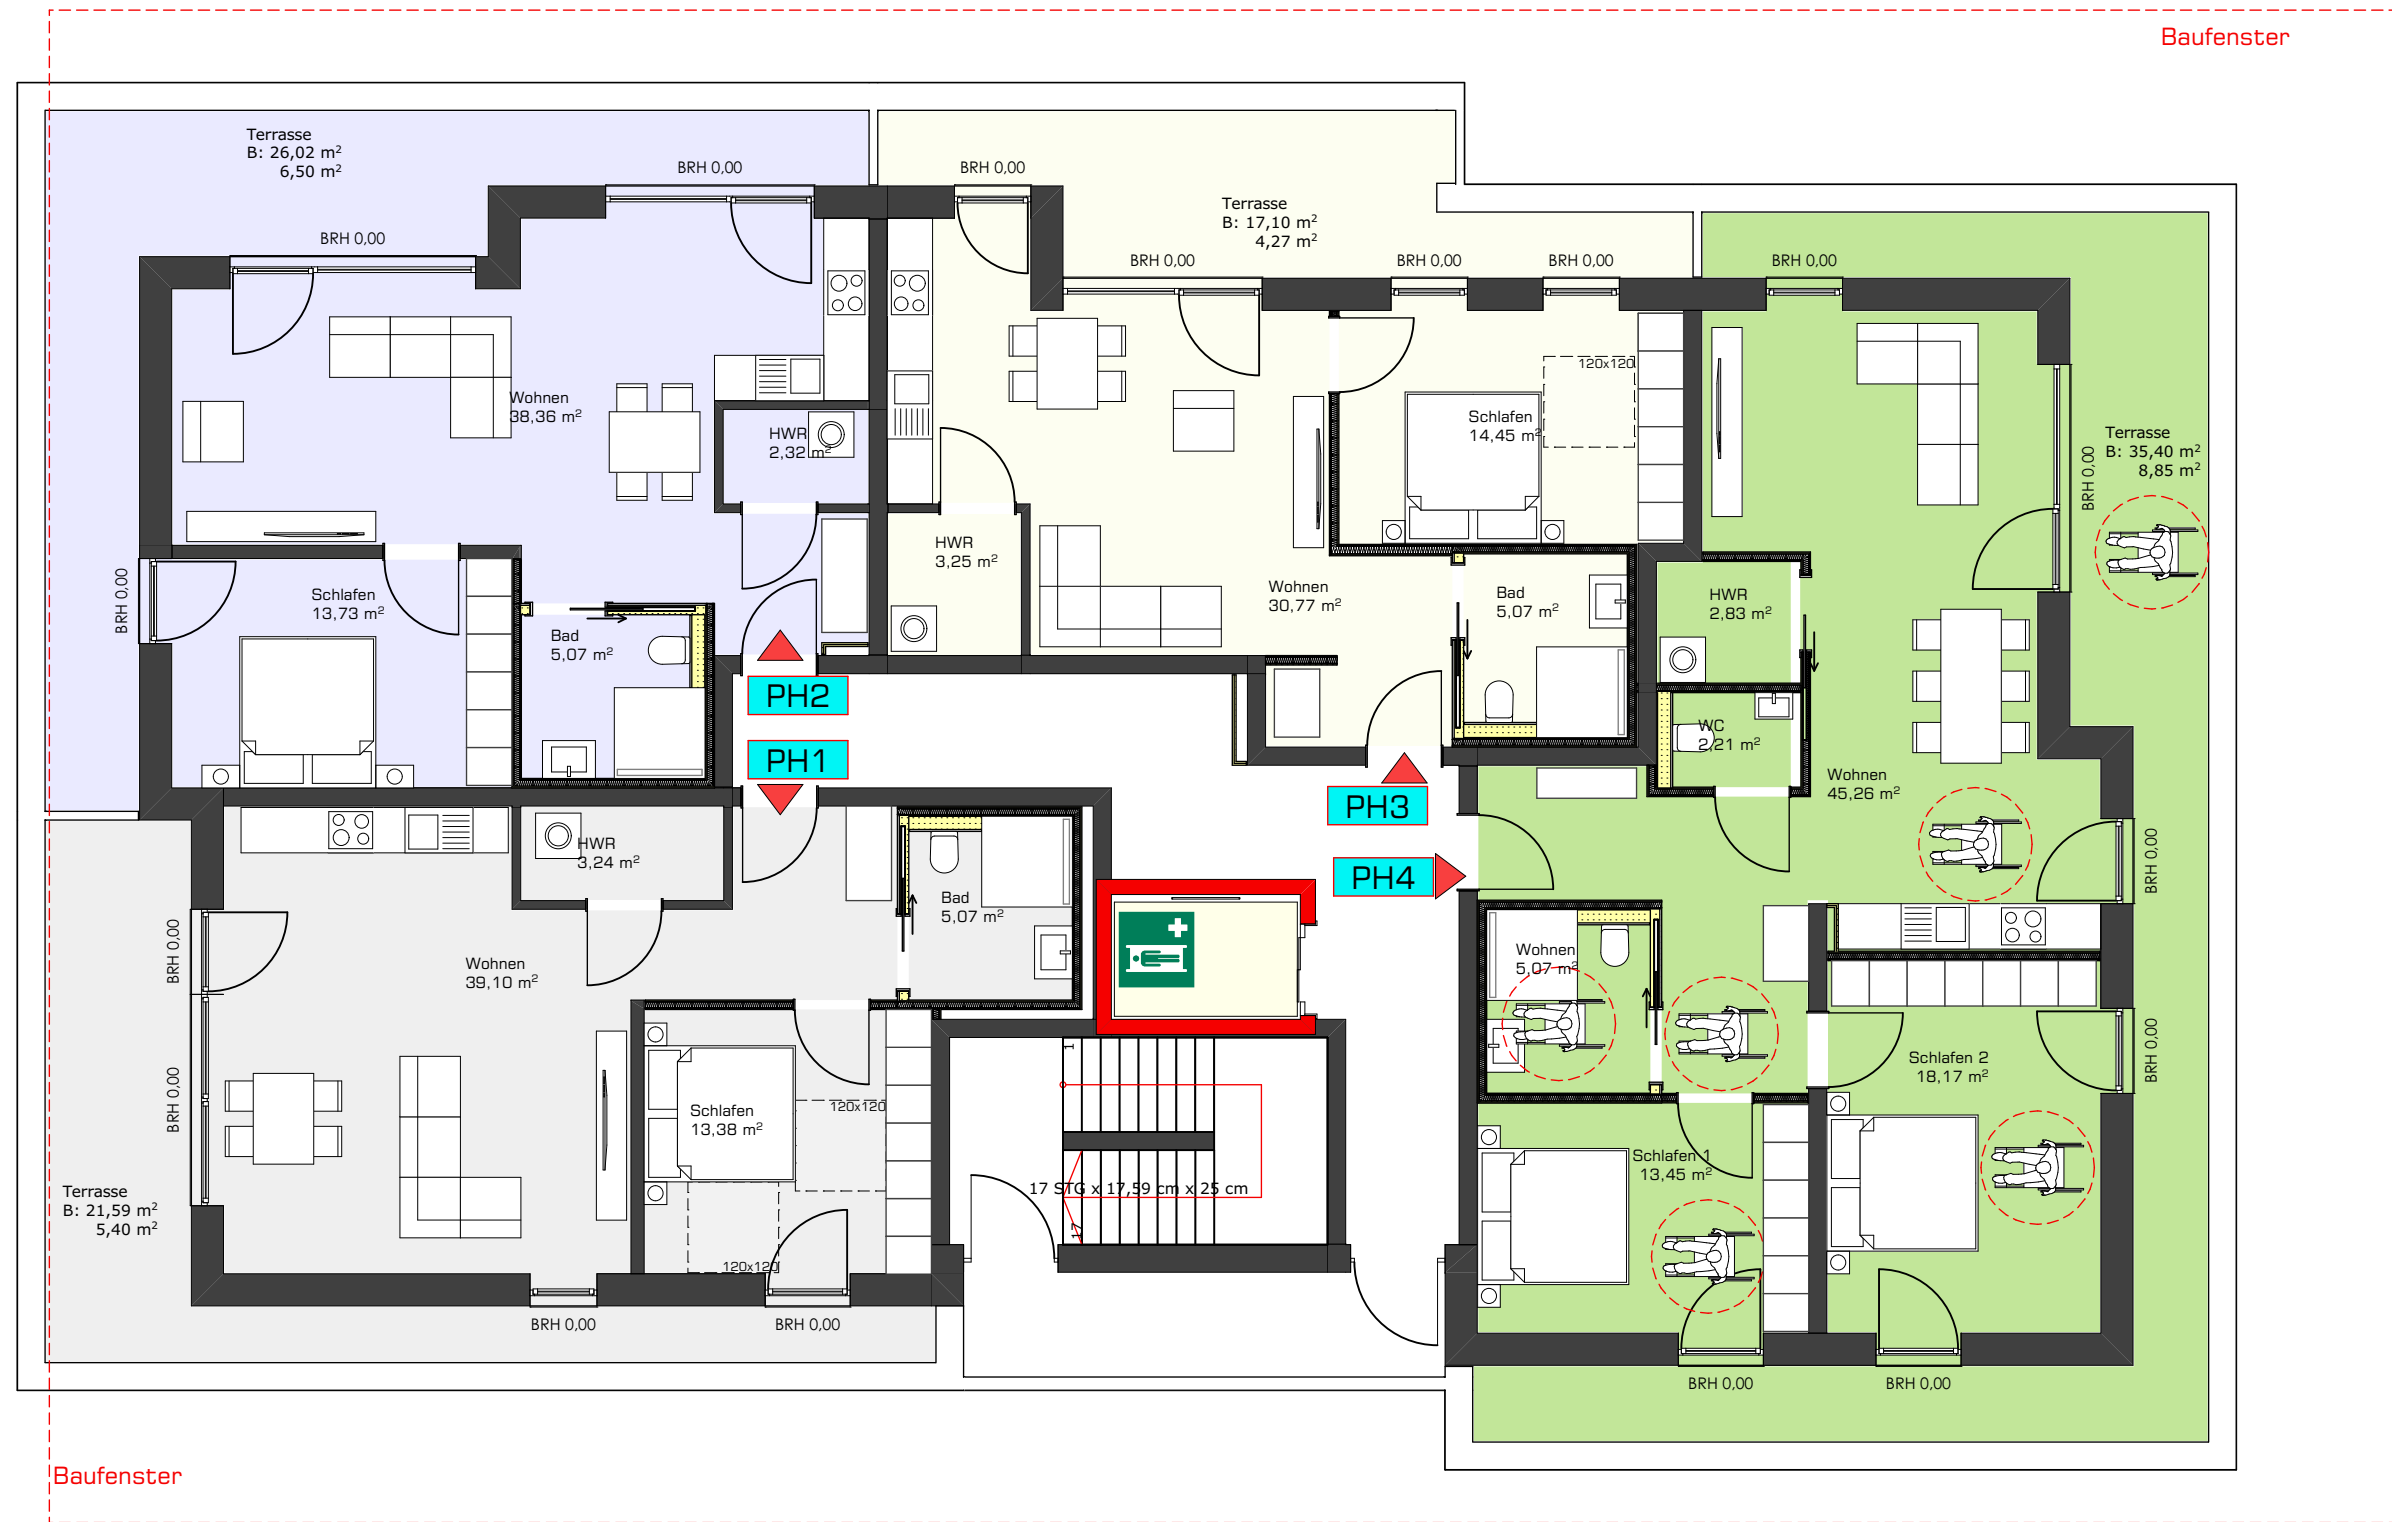 Baufenster
Terrasse
B: 26,02 m²
6,50 m²
BRH 0,00
BRH 0,00
BRH 0,00
Terrasse
B: 17,10 m²
4,27 m²
BRH 0,00
BRH 0,00
BRH 0,00
BRH 0,00
Wohnen
38,36 m²
HWR
2,32 m²
120x120
Schlafen
14,45 m²
Terrasse
B: 35,40 m²
8,85 m²
BRH 0,00
HWR
3,25 m²
Wohnen
30,77 m²
Bad
5,07 m²
HWR
2,83 m²
BRH 0,00
Schlafen
13,73 m²
Bad
5,07 m²
PH2
PH1
PH3
PH4
WC
2,21 m²
Wohnen
45,26 m²
BRH 0,00
HWR
3,24 m²
Bad
5,07 m²
Wohnen
39,10 m²
BRH 0,00
BRH 0,00
Wohnen
5,07 m²
Schlafen 2
18,17 m²
BRH 0,00
1
120x120
Schlafen
13,38 m²
Schlafen 1
13,45 m²
17 STG x 17,59 cm x 25 cm
17
Terrasse
B: 21,59 m²
5,40 m²
120x120
BRH 0,00
BRH 0,00
BRH 0,00
BRH 0,00
Baufenster